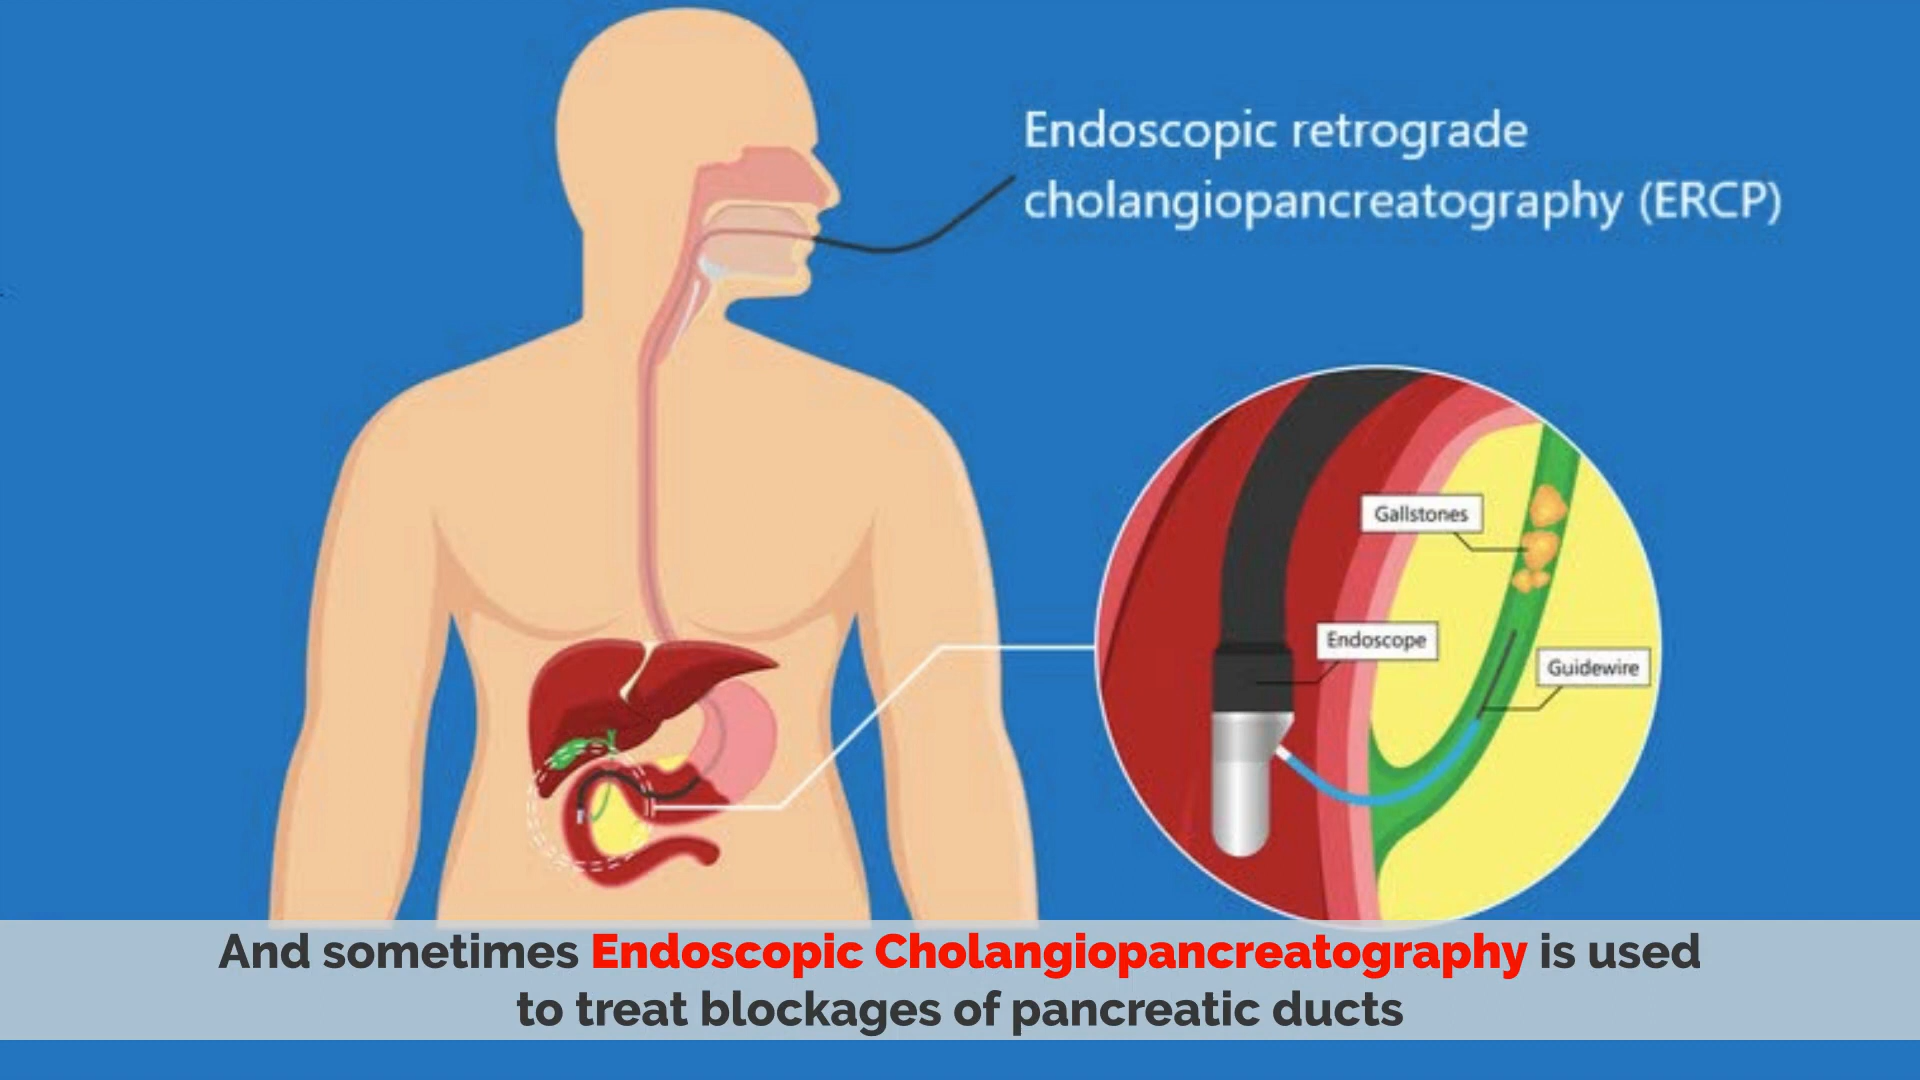 Endoscopic retrograde
cholangiopancreatography (ERCP)
Gallstones
Endoscope
Guidewire
And sometimes Endoscopic Cholangiopancreatography is used
to treat blockages of pancreatic ducts